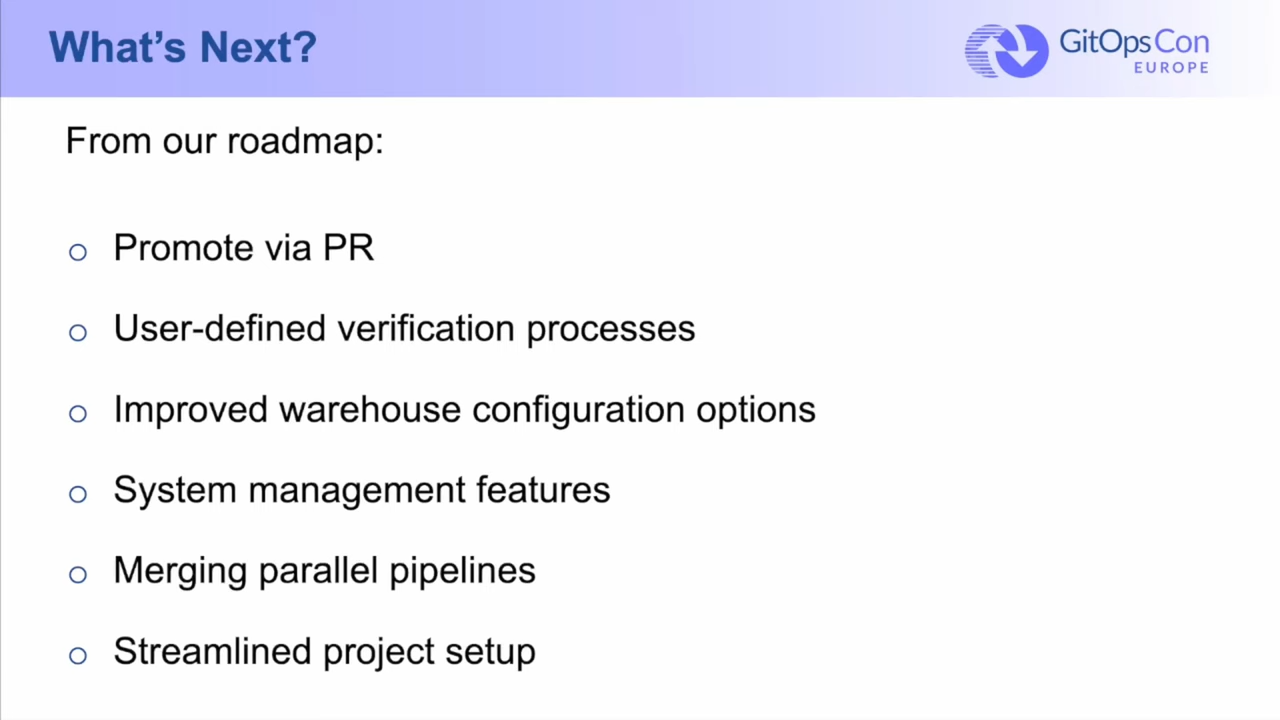 What's Next?
GitOpsCon
EUROPE
From our roadmap:
Promote via PR
User-defined verification processes
Improved warehouse configuration options
System management features
Merging parallel pipelines
Streamlined project setup